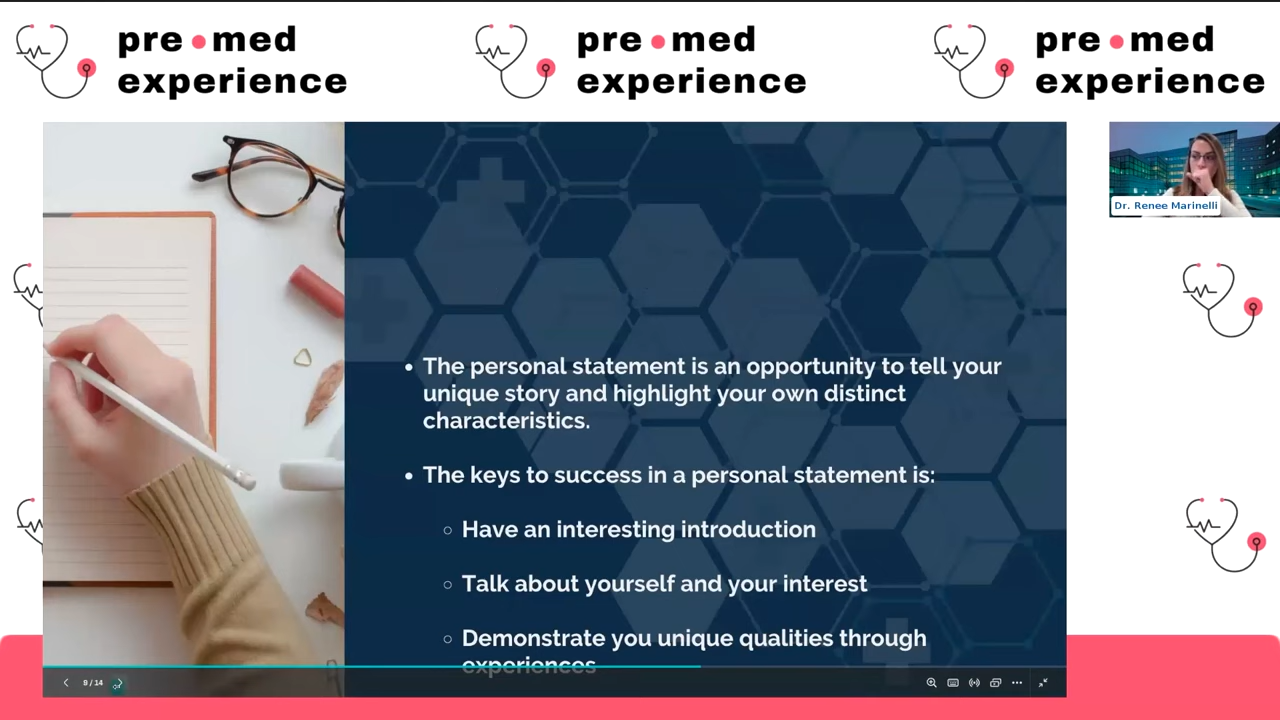 pre med
experience
pre med
experience
pre med
experience
Dr. Renee Marinelli
• The personal statement is an opportunity to tell your
unique story and highlight your own distinct
characteristics.
• The keys to success in a personal statement is:
○ Have an interesting introduction
○ Talk about yourself and your interest
○ Demonstrate you unique qualities through
experiences
9 / 14